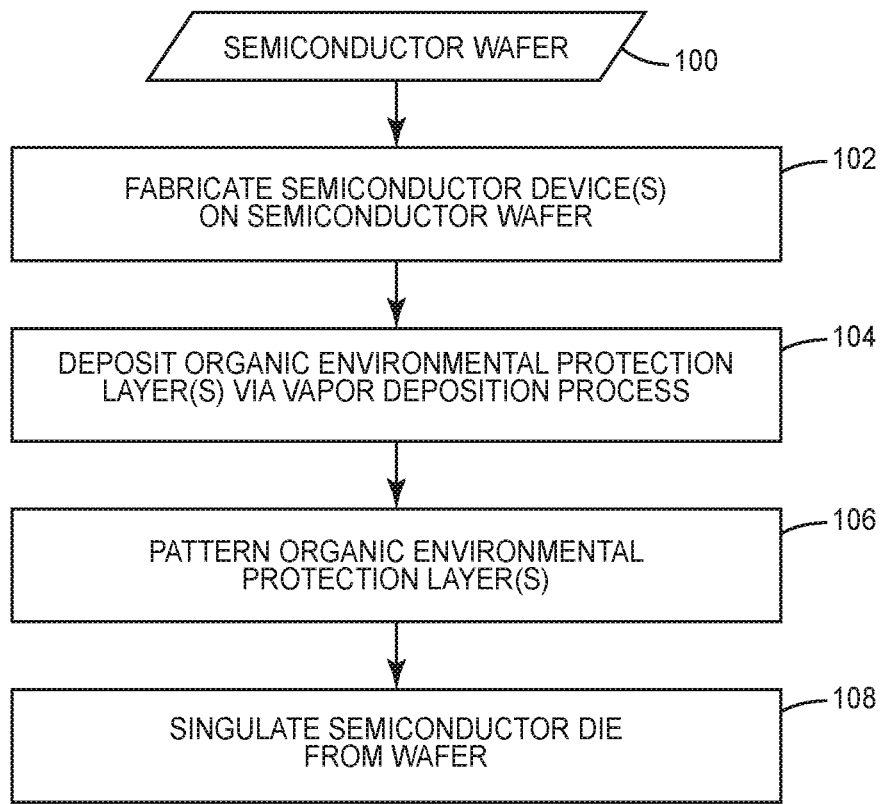 SEMICONDUCTOR WAFER
100
102
FABRICATE SEMICONDUCTOR DEVICE(S)
ON SEMICONDUCTOR WAFER
104
DEPOSIT ORGANIC ENVIRONMENTAL PROTECTION
LAYER(S) VIA VAPOR DEPOSITION PROCESS
106
PATTERN ORGANIC ENVIRONMENTAL
PROTECTION LAYER(S)
108
SINGULATE SEMICONDUCTOR DIE
FROM WAFER